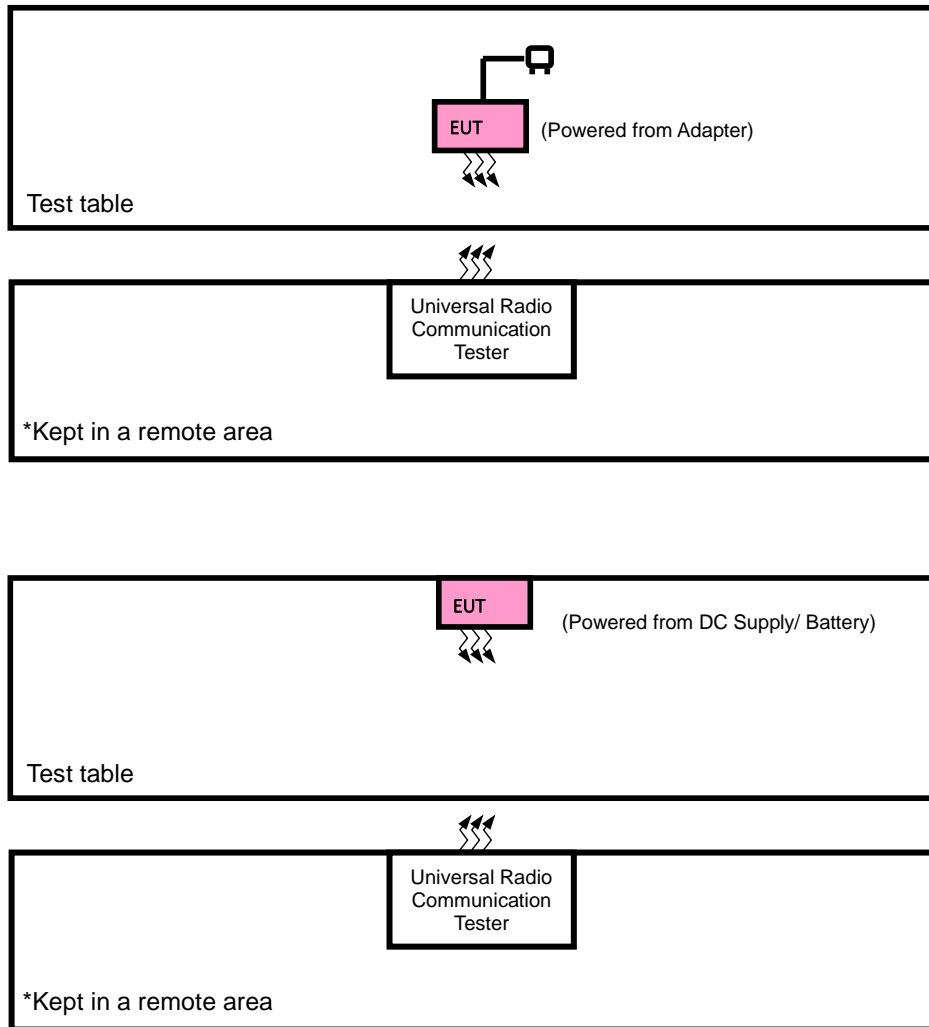 EUT
(Powered from Adapter)
Test table
Universal Radio
Communication
Tester
*Kept in a remote area
EUT
(Powered from DC Supply/ Battery)
Test table
Universal Radio
Communication
Tester
*Kept in a remote area